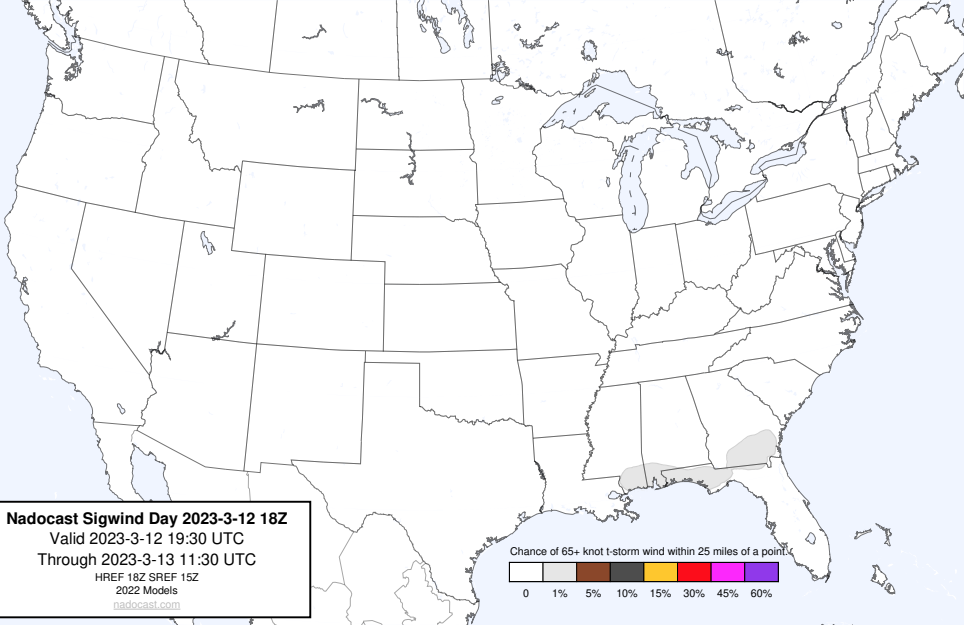 Nadocast Sigwind Day 2023-3-12 18Z
Valid 2023-3-12 19:30 UTC
Through 2023-3-13 11:30 UTC
HREF 18Z SREF 15Z
2022 Models
nadocast.com
Chance of 65+ knot t-storm wind within 25 miles of a point.
0 1% 5% 10% 15% 30% 45% 60%